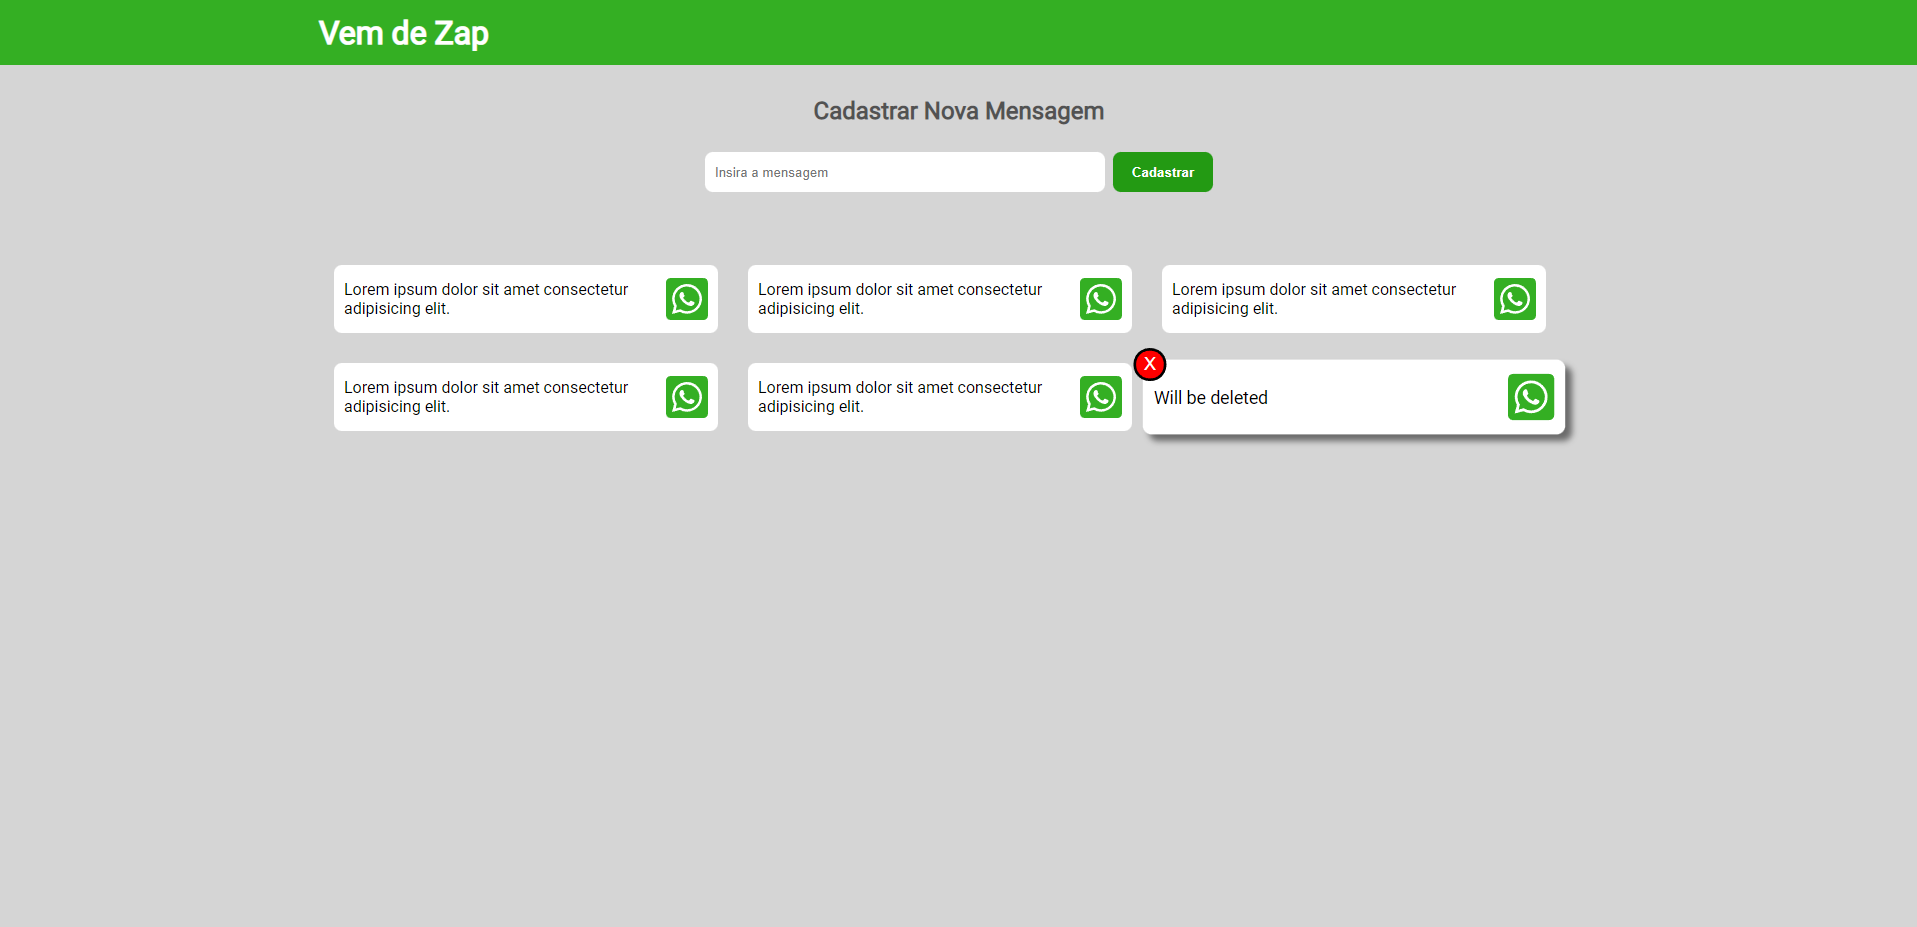 Vem de Zap
Cadastrar Nova Mensagem
Insira a mensagem
Cadastrar
Lorem ipsum dolor sit amet consectetur
adipisicing elit.
Lorem ipsum dolor sit amet consectetur
adipisicing elit.
Lorem ipsum dolor sit amet consectetur
adipisicing elit.
Lorem ipsum dolor sit amet consectetur
adipisicing elit.
Lorem ipsum dolor sit amet consectetur
adipisicing elit.
X
Will be deleted